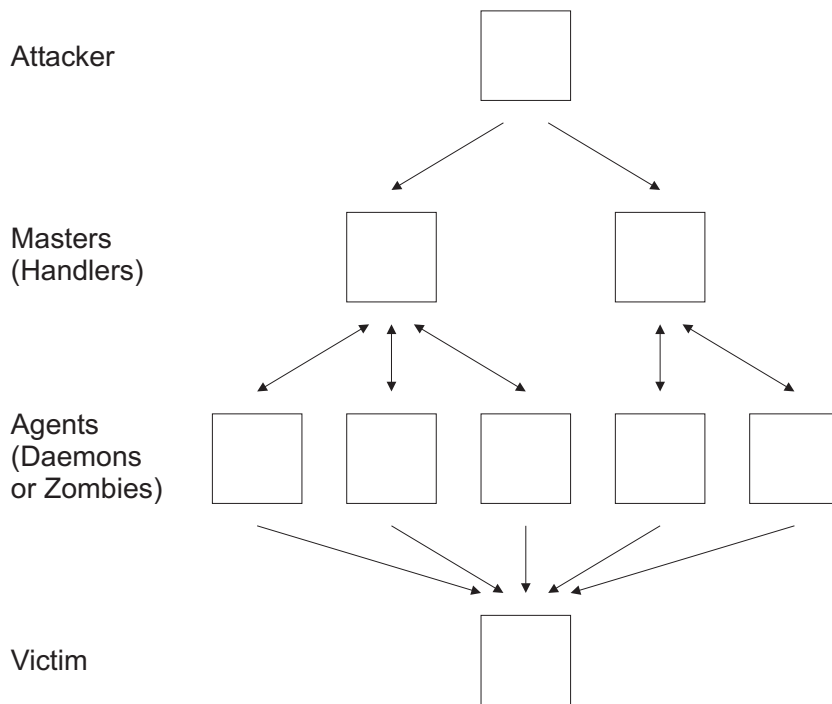 Attacker
Masters
(Handlers)
Agents
(Daemons
or Zombies)
Victim